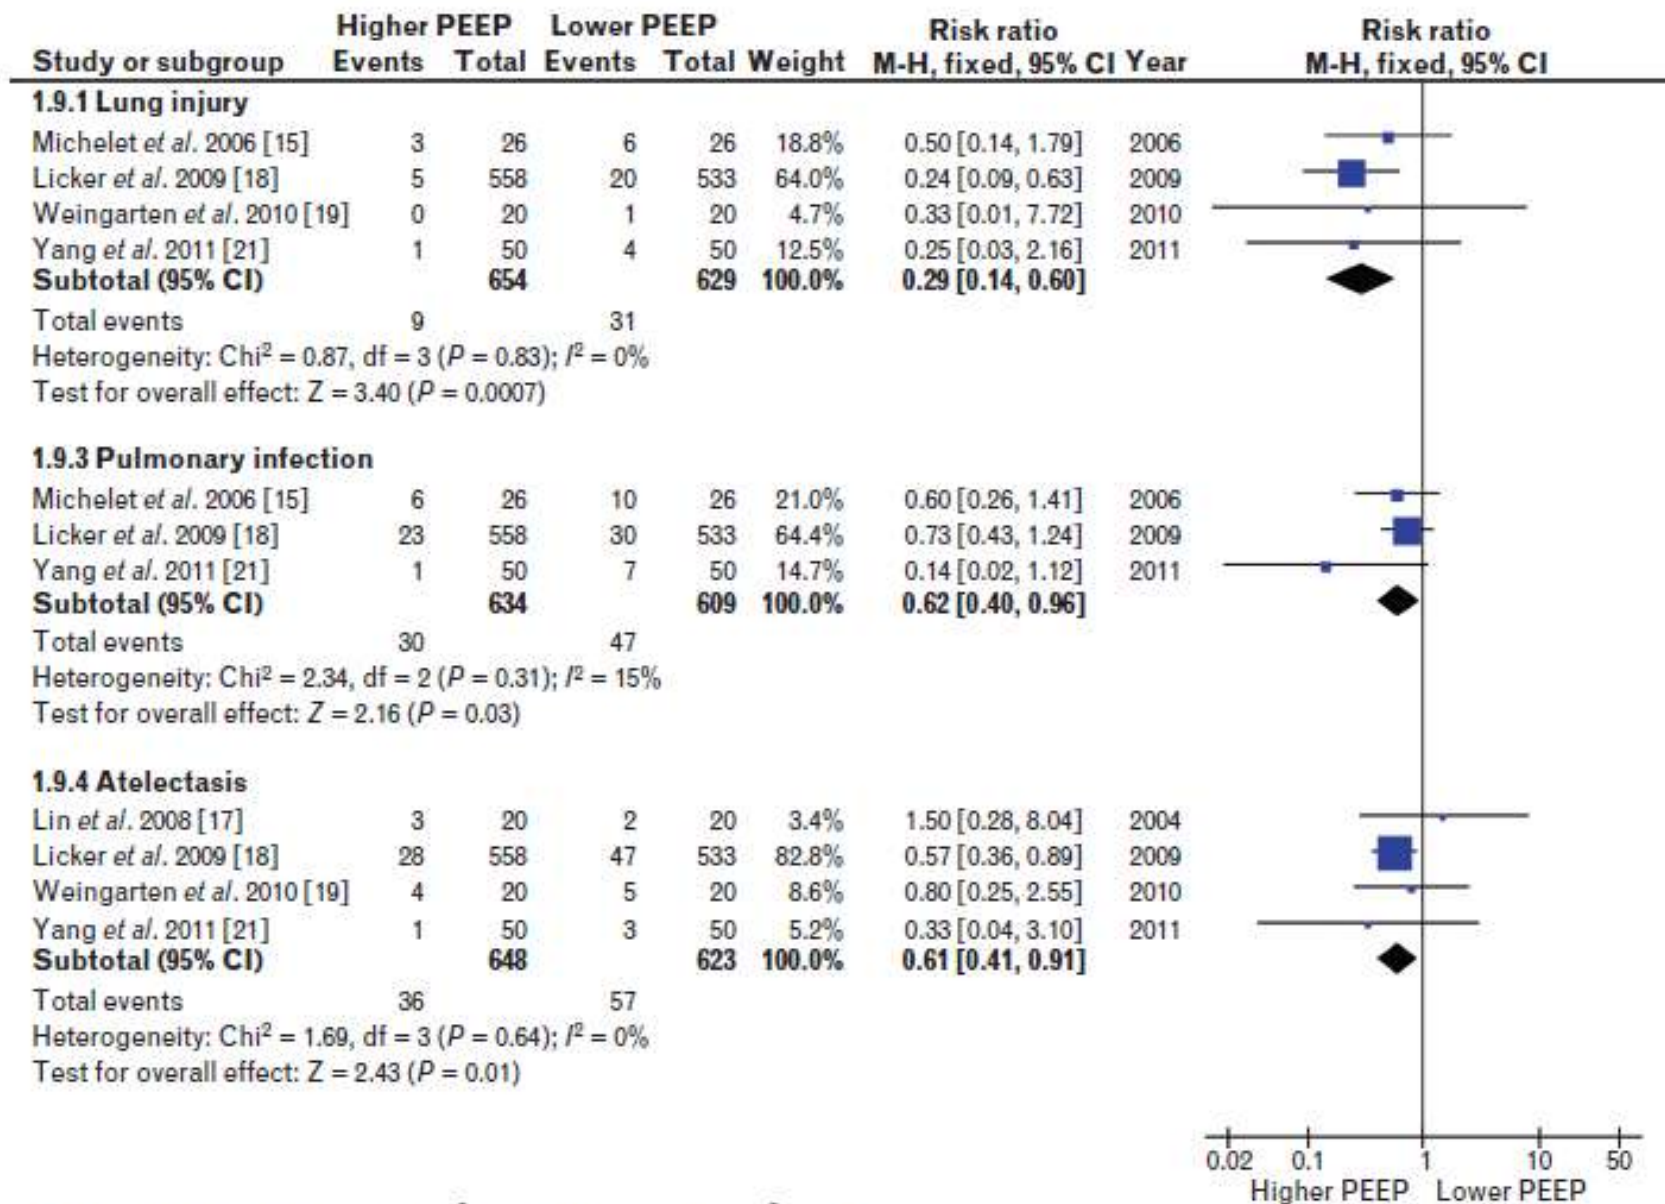 Higher PEEP Lower PEEP Risk ratio Risk ratio
Study or subgroup Events Total Events Total Weight M-H, fixed, 95% CI Year M-H, fixed, 95% CI
1.9.1 Lung injury
Michelet et al. 2006 [15] 3 26 6 26 18.8% 0.50 [0.14, 1.79] 2006
Licker et al. 2009 [18] 5 558 20 533 64.0% 0.24 [0.09, 0.63] 2009
Weingarten et al. 2010 [19] 0 20 1 20 4.7% 0.33 [0.01, 7.72] 2010
Yang et al. 2011 [21] 1 50 4 50 12.5% 0.25 [0.03, 2.16] 2011
Subtotal (95% CI) 654 629 100.0% 0.29 [0.14, 0.60]
Total events 9 31
Heterogeneity: Chi² = 0.87, df = 3 (P = 0.83); I² = 0%
Test for overall effect: Z = 3.40 (P = 0.0007)
1.9.3 Pulmonary infection
Michelet et al. 2006 [15] 6 26 10 26 21.0% 0.60 [0.26, 1.41] 2006
Licker et al. 2009 [18] 23 558 30 533 64.4% 0.73 [0.43, 1.24] 2009
Yang et al. 2011 [21] 1 50 7 50 14.7% 0.14 [0.02, 1.12] 2011
Subtotal (95% CI) 634 609 100.0% 0.62 [0.40, 0.96]
Total events 30 47
Heterogeneity: Chi² = 2.34, df = 2 (P = 0.31); I² = 15%
Test for overall effect: Z = 2.16 (P = 0.03)
1.9.4 Atelectasis
Lin et al. 2008 [17] 3 20 2 20 3.4% 1.50 [0.28, 8.04] 2004
Licker et al. 2009 [18] 28 558 47 533 82.8% 0.57 [0.36, 0.89] 2009
Weingarten et al. 2010 [19] 4 20 5 20 8.6% 0.80 [0.25, 2.55] 2010
Yang et al. 2011 [21] 1 50 3 50 5.2% 0.33 [0.04, 3.10] 2011
Subtotal (95% CI) 648 623 100.0% 0.61 [0.41, 0.91]
Total events 36 57
Heterogeneity: Chi² = 1.69, df = 3 (P = 0.64); I² = 0%
Test for overall effect: Z = 2.43 (P = 0.01)
0.02 0.1 1 10 50
Higher PEEP Lower PEEP